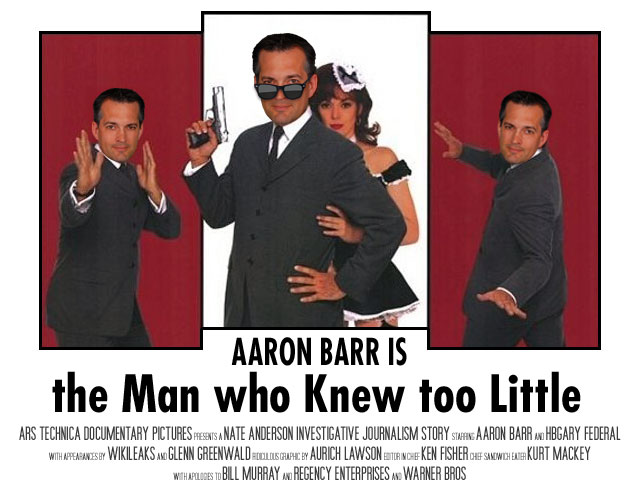 AARON BARR IS
the Man who Knew too Little
ARS TECHNICA DOCUMENTARY PICTURES PRESENTS A NATE ANDERSON INVESTIGATIVE JOURNALISM STORY STARRING AARON BARR AND HBGARY FEDERAL
WITH APPEARANCES BY WIKILEAKS AND GLENN GREENWALD RIDICULOUS GRAPHIC BY AURICH LAWSON EDITOR IN CHIEF KEN FISHER CHIEF SANDWICH EATER KURT MACKEY
WITH APOLOGIES TO BILL MURRAY AND REGENCY ENTERPRISES AND WARNER BROS